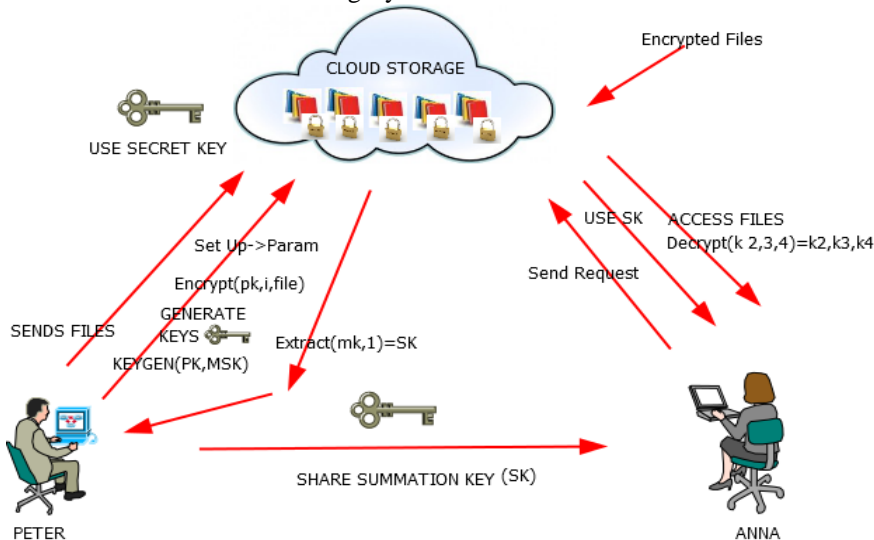 Encrypted Files
CLOUD STORAGE
USE SECRET KEY
USE SK
ACCESS FILES
Decrypt(k 2,3,4)=k2,k3,k4
Set Up->Param
Send Request
Encrypt(pk,i,file)
GENERATE
KEYS
SENDS FILES
Extract(mk,1)=SK
KEYGEN(PK,MSK)
SHARE SUMMATION KEY (SK)
PETER
ANNA